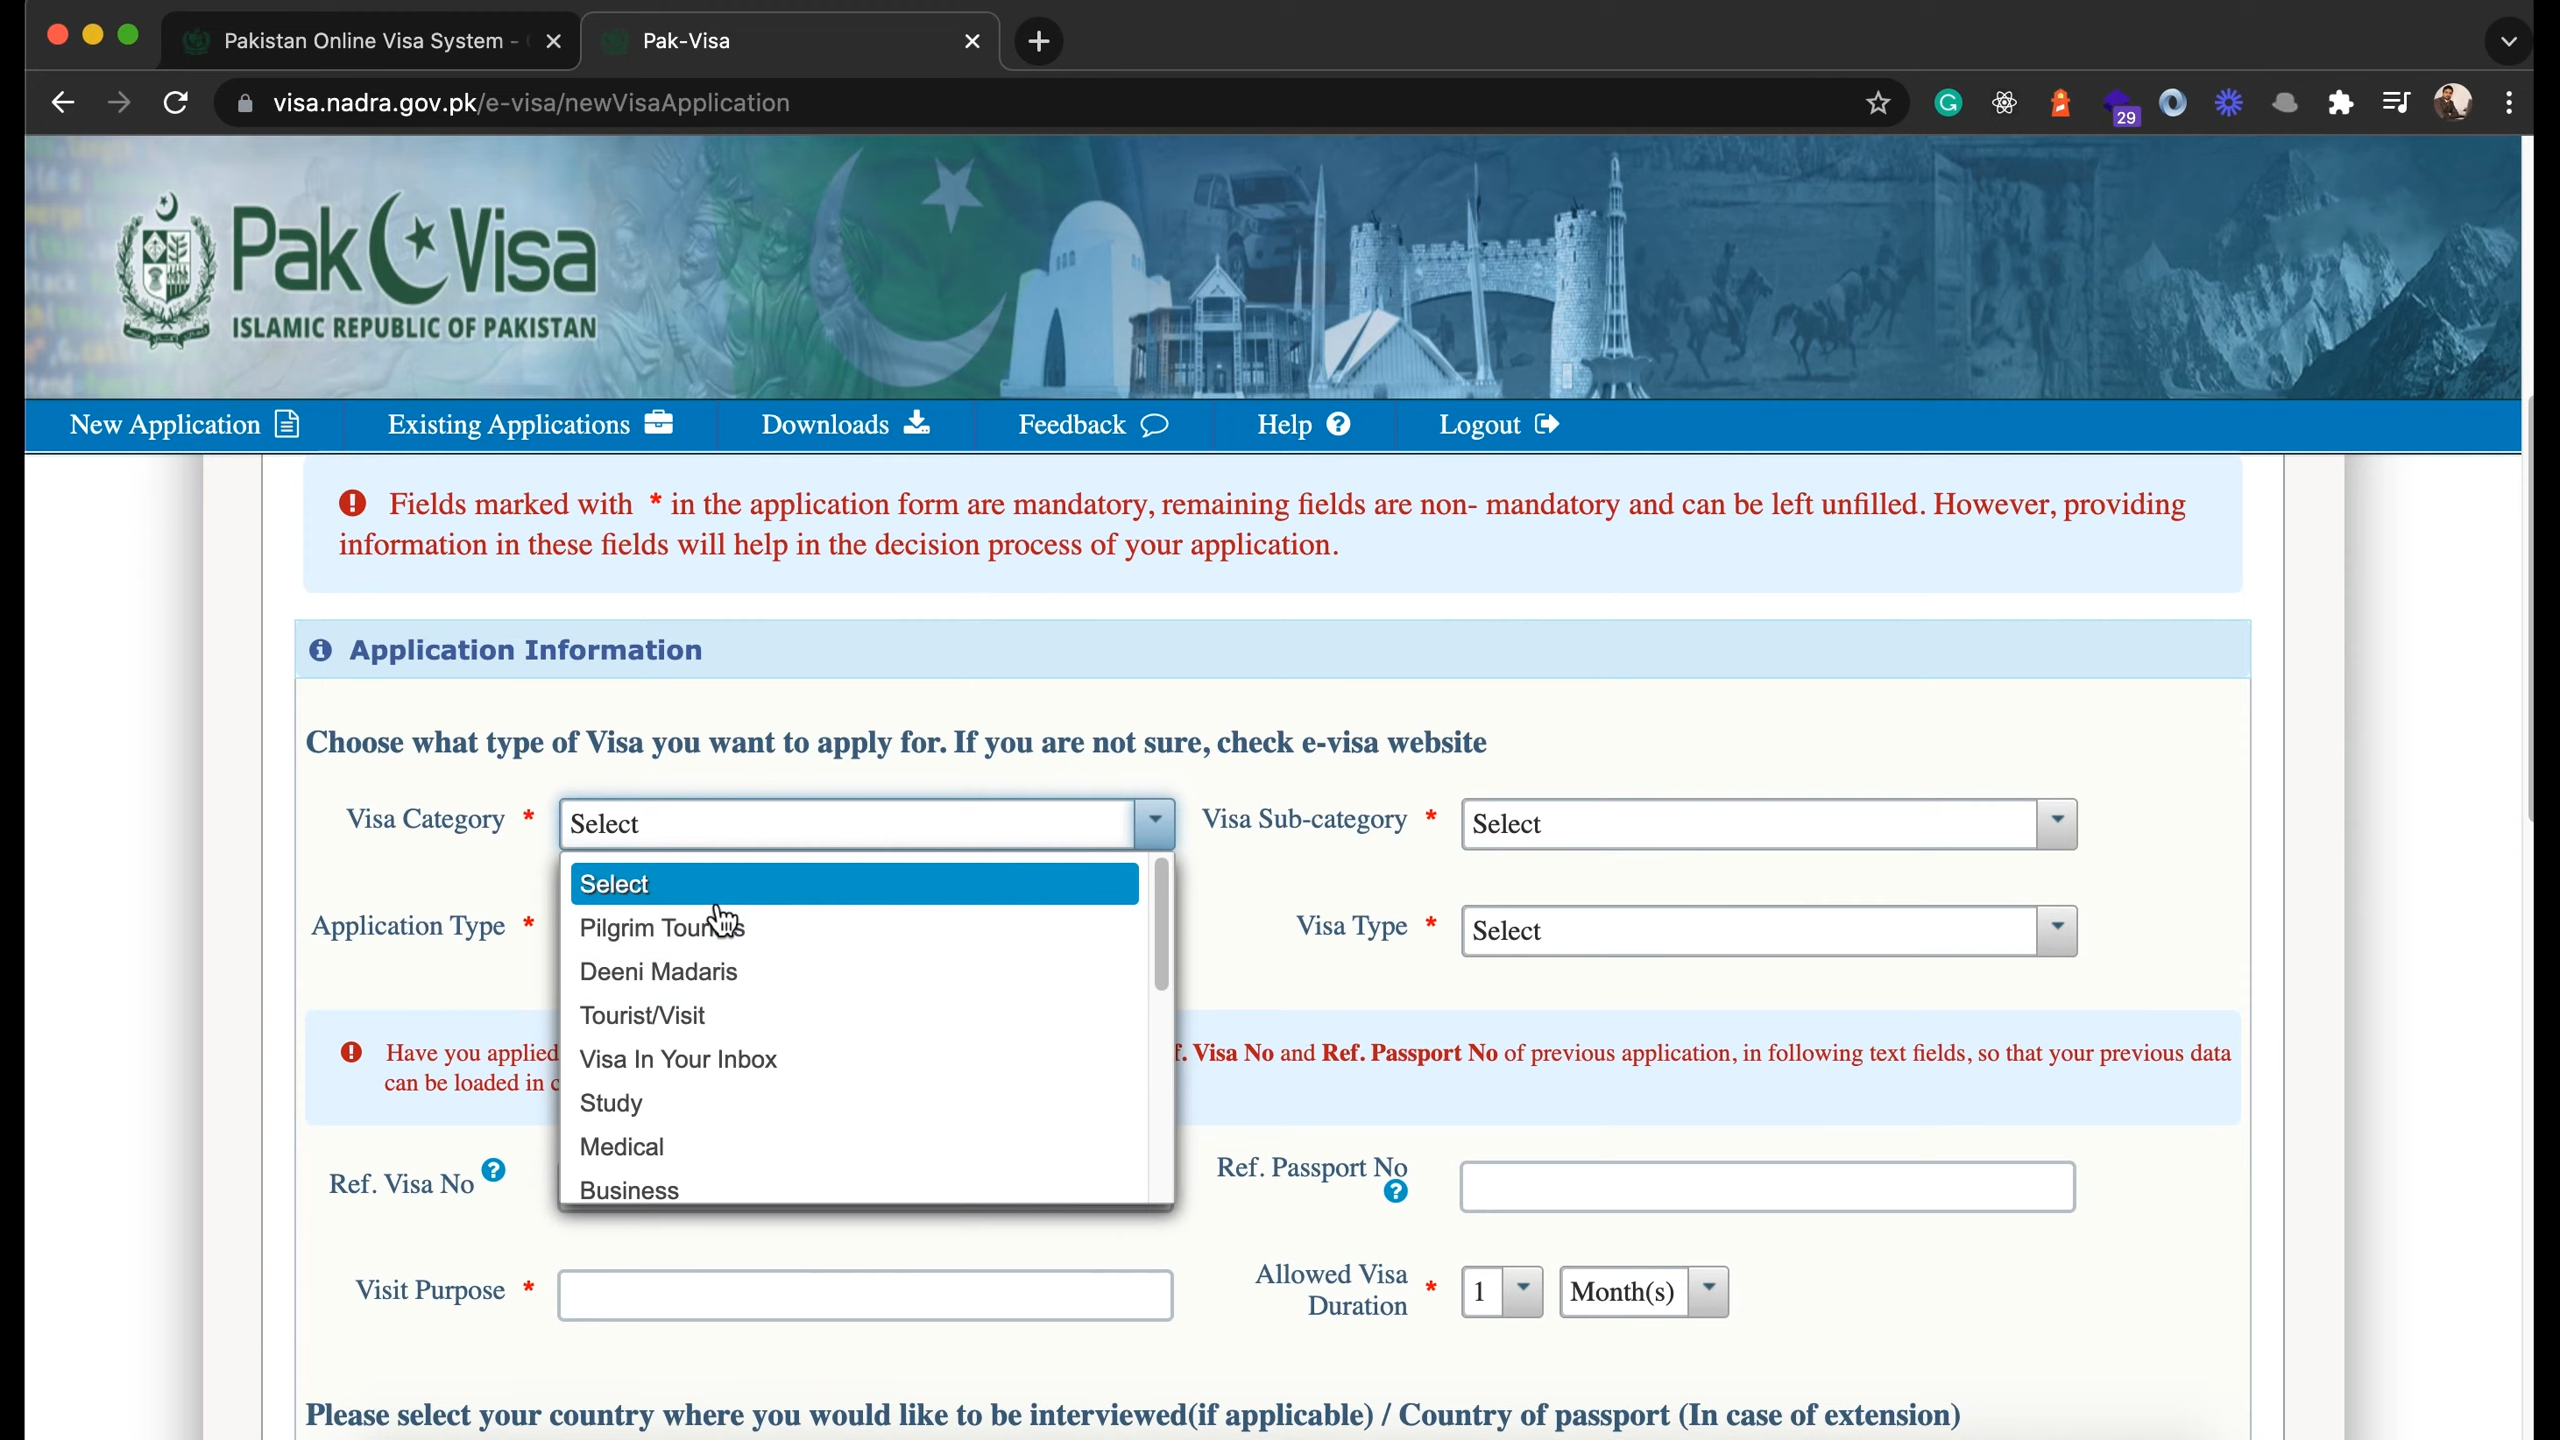 Pakistan Online Visa System -
Pak-Visa
visa.nadra.gov.pk/e-visa/newVisaApplication
29
Pak Visa
ISLAMIC REPUBLIC OF PAKISTAN
New Application
Existing Applications
Downloads
Feedback
Help
Logout
Fields marked with * in the application form are mandatory, remaining fields are non- mandatory and can be left unfilled. However, providing
information in these fields will help in the decision process of your application.
Application Information
Choose what type of Visa you want to apply for. If you are not sure, check e-visa website
Visa Category * Select
Visa Sub-category * Select
Select
Pilgrim
Deeni Madaris
Tourist/Visit
Visa In Your Inbox
Study
Medical
Business
Application Type *
Visa Type * Select
Have you applied
Visa No and Ref. Passport No of previous application, in following text fields, so that your previous data
can be loaded in
Ref. Visa No
Ref. Passport No
Visit Purpose *
Allowed Visa
Duration * 1 Month(s)
Please select your country where you would like to be interviewed(if applicable) / Country of passport (In case of extension)